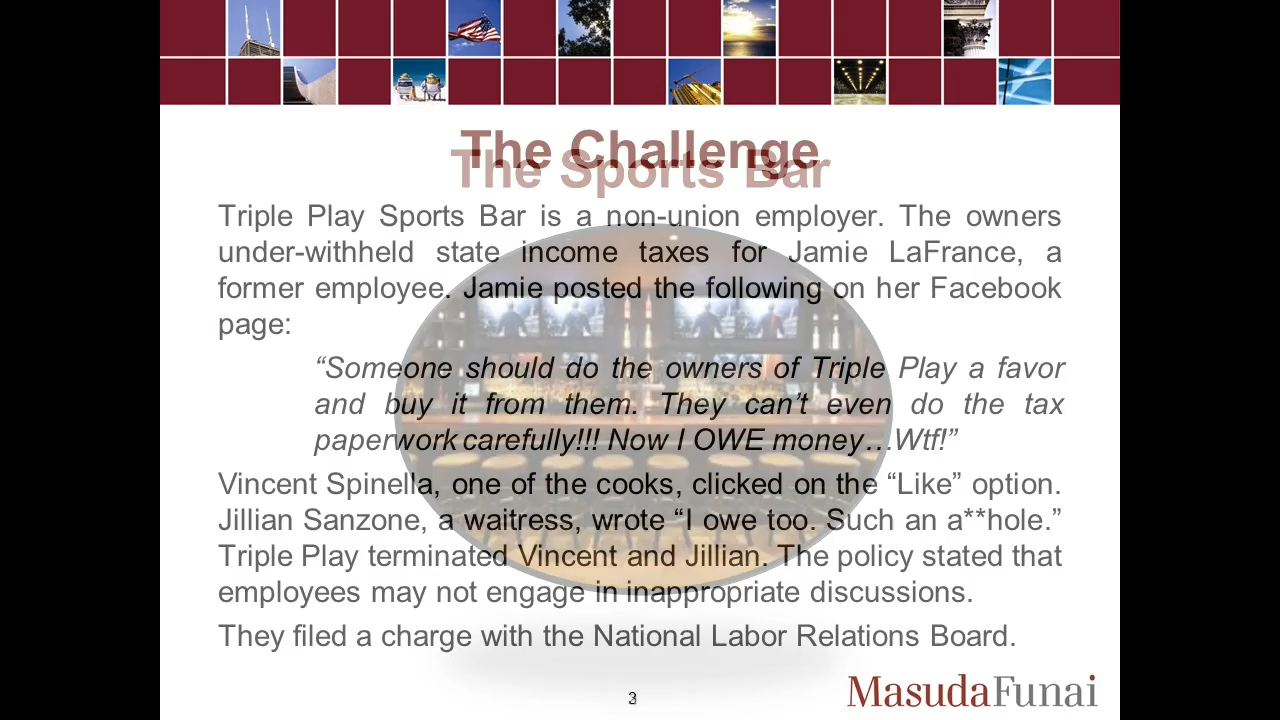 The Challenge
The Sports Bar
Triple Play Sports Bar is a non-union employer. The owners
under-withheld state income taxes for Jamie LaFrance, a
former employee. Jamie posted the following on her Facebook
page:
“Someone should do the owners of Triple Play a favor
and buy it from them. They can’t even do the tax
paperwork carefully!!! Now I OWE money…Wtf!”
Vincent Spinella, one of the cooks, clicked on the “Like” option.
Jillian Sanzone, a waitress, wrote “I owe too. Such an a**hole.”
Triple Play terminated Vincent and Jillian. The policy stated that
employees may not engage in inappropriate discussions.
They filed a charge with the National Labor Relations Board.
MasudaFunai